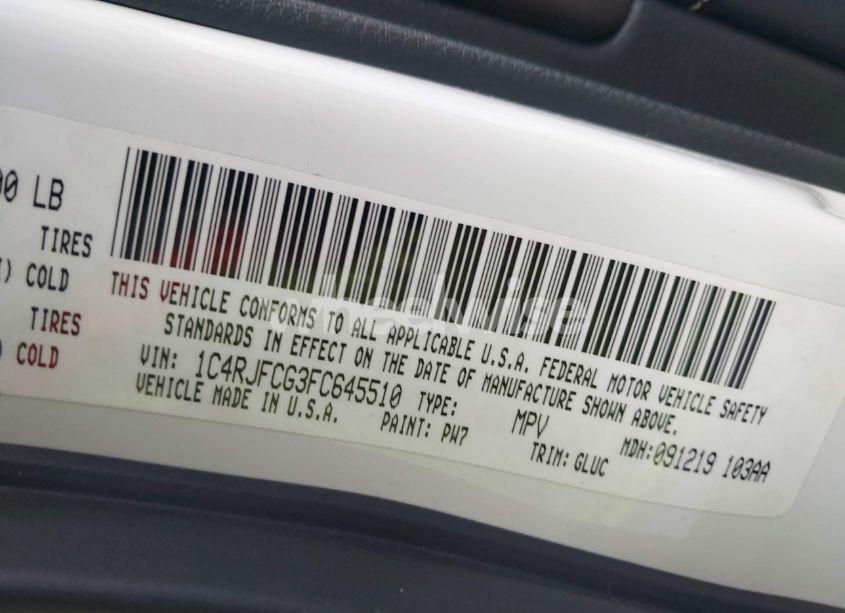 00 LB
TIRES
) COLD
TIRES
COLD
THIS VEHICLE CONFORMS TO ALL APPLICABLE U.S.A. FEDERAL MOTOR VEHICLE SAFETY
STANDARDS IN EFFECT ON THE DATE OF MANUFACTURE SHOWN ABOVE.
VIN: 1C4RJFCG3FC645510 TYPE: MPV MDH: 091219 103AA
VEHICLE MADE IN U.S.A. PAINT: PW7 TRIM: GLUC
wheelwise